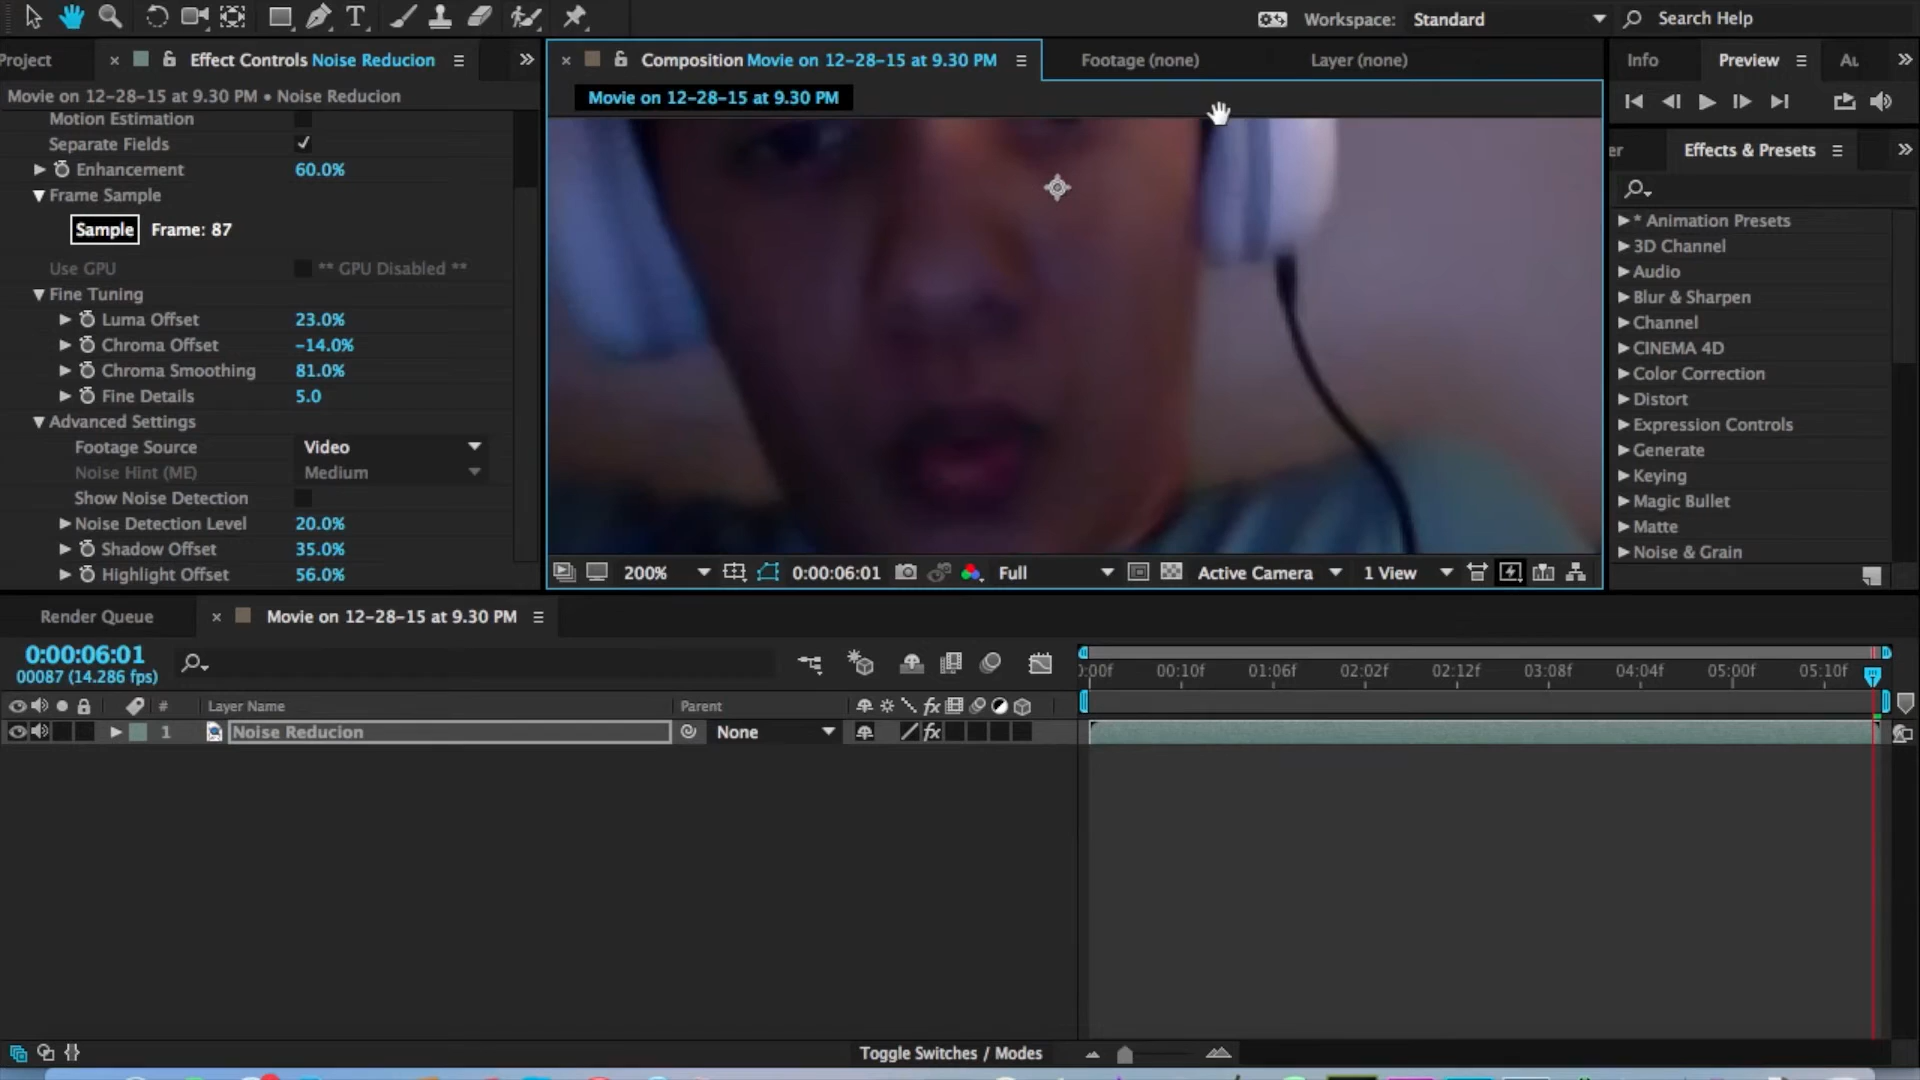 Workspace: Standard Search Help
Project Effect Controls Noise Reducion
Composition Movie on 12-28-15 at 9.30 PM
Footage (none) Layer (none)
Info Preview
Movie on 12-28-15 at 9.30 PM • Noise Reducion
Movie on 12-28-15 at 9.30 PM
Motion Estimation
Separate Fields
Enhancement 60.0%
Frame Sample
Sample Frame: 87
Use GPU ** GPU Disabled **
Fine Tuning
Luma Offset 23.0%
Chroma Offset -14.0%
Chroma Smoothing 81.0%
Fine Details 5.0
Advanced Settings
Footage Source Video
Noise Hint (ME) Medium
Show Noise Detection
Noise Detection Level 20.0%
Shadow Offset 35.0%
Highlight Offset 56.0%
Effects & Presets
* Animation Presets
3D Channel
Audio
Blur & Sharpen
Channel
CINEMA 4D
Color Correction
Distort
Expression Controls
Generate
Keying
Magic Bullet
Matte
Noise & Grain
200% 0:00:06:01 Full Active Camera 1 View
Render Queue Movie on 12-28-15 at 9.30 PM
0:00:06:01
00087 (14.286 fps)
00:10f 01:06f 02:02f 02:12f 03:08f 04:04f 05:00f 05:10f
# Layer Name Parent
1 Noise Reducion None
Toggle Switches / Modes